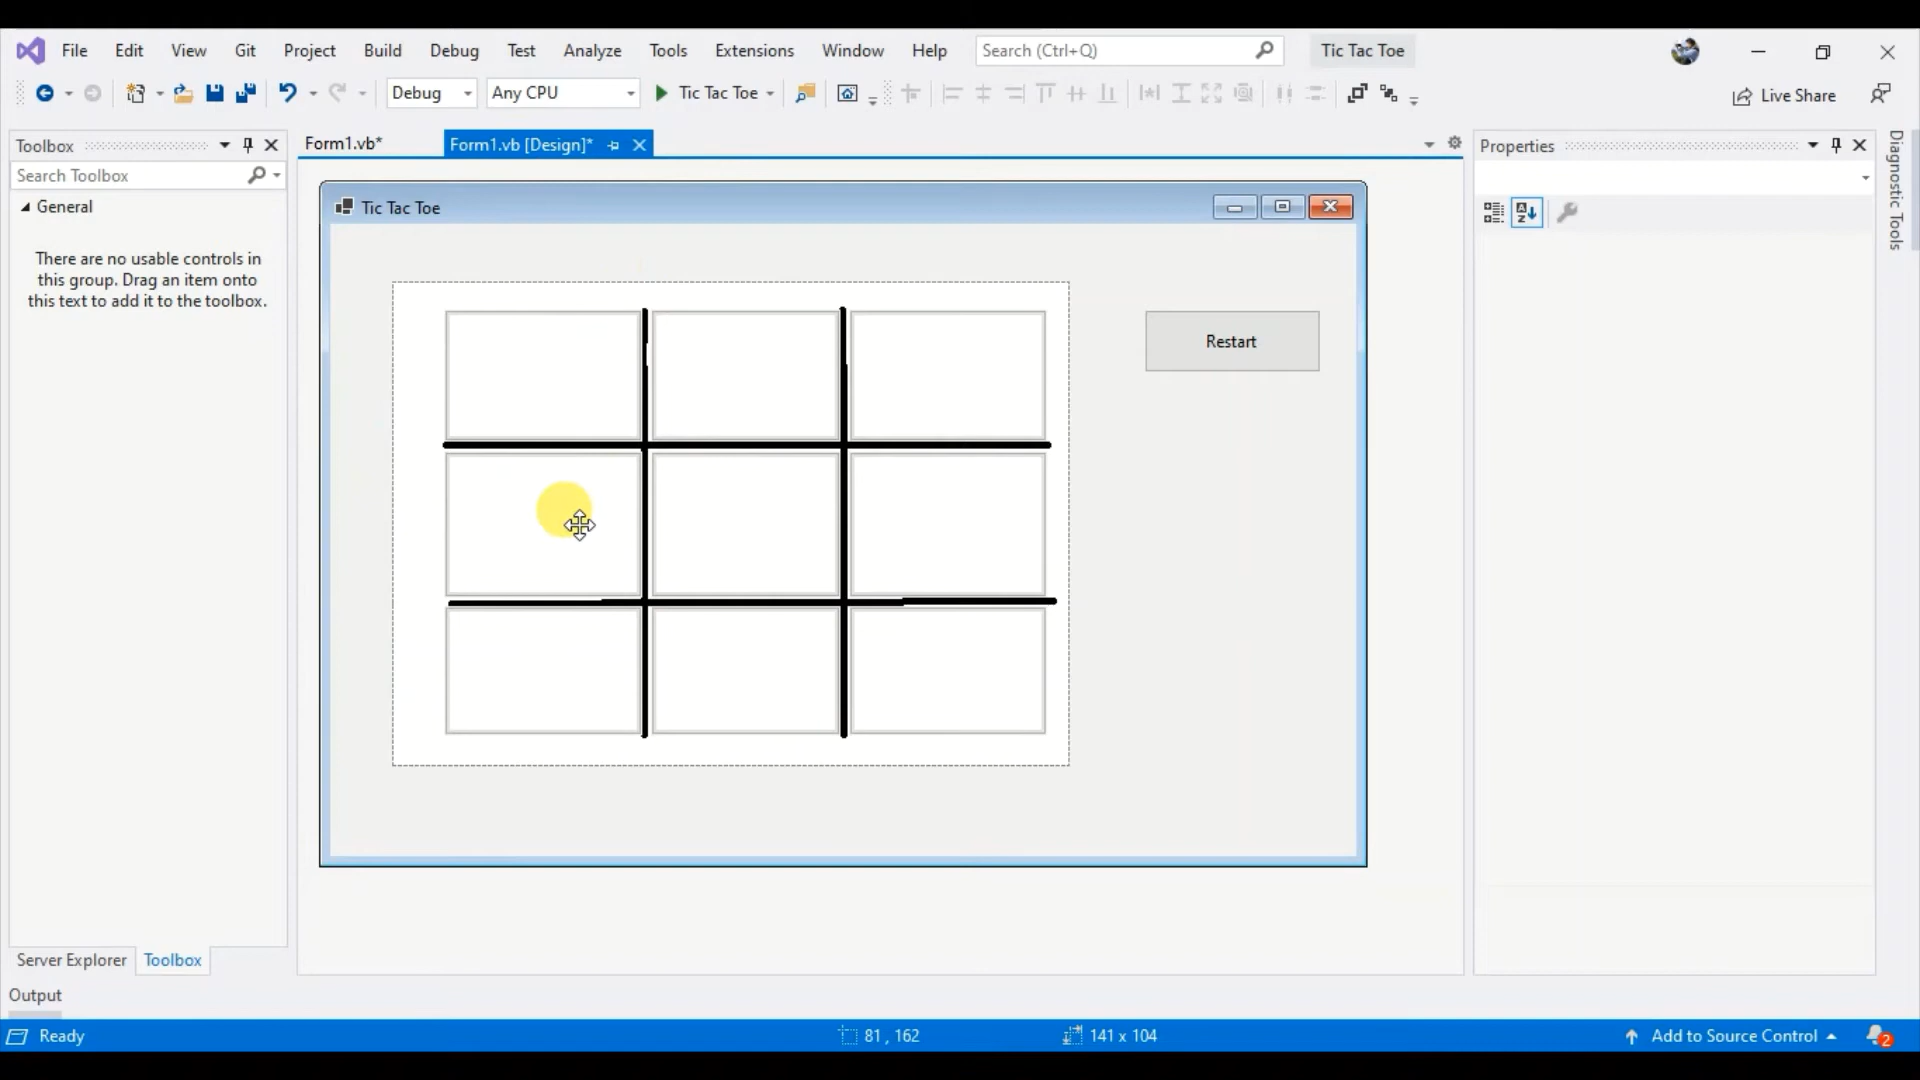 File Edit View Git Project Build Debug Test Analyze Tools Extensions Window Help Search (Ctrl+Q) Tic Tac Toe
Debug Any CPU Tic Tac Toe Live Share
Toolbox
Form1.vb*
Form1.vb [Design]*
Properties
Diagnostic Tools
Search Toolbox
General
There are no usable controls in
this group. Drag an item onto
this text to add it to the toolbox.
Tic Tac Toe
Restart
Server Explorer Toolbox
Output
Ready 81 , 162 141 x 104 Add to Source Control 2